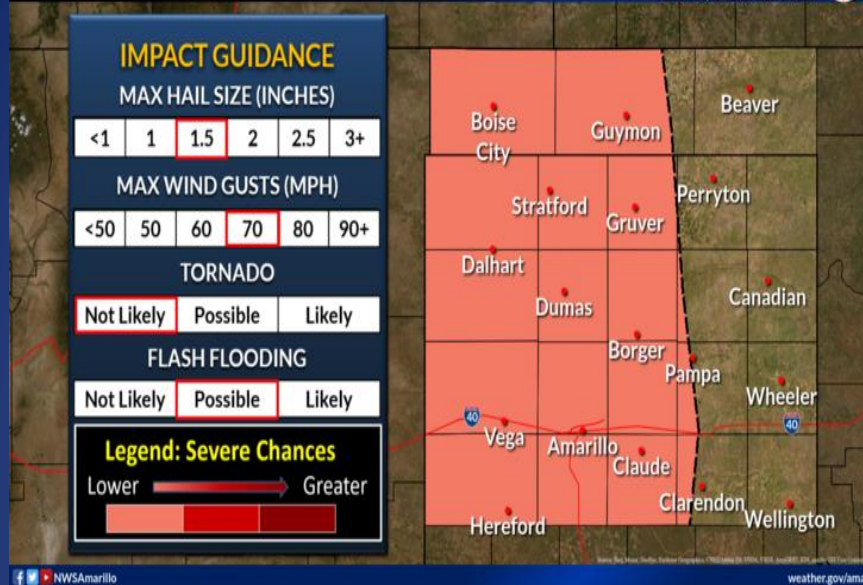 IMPACT GUIDANCE
MAX HAIL SIZE (INCHES)
<1 1 1.5 2 2.5 3+
MAX WIND GUSTS (MPH)
<50 50 60 70 80 90+
TORNADO
Not Likely Possible Likely
FLASH FLOODING
Not Likely Possible Likely
Legend: Severe Chances
Lower Greater
Boise
City
Guymon
Beaver
Stratford
Gruver
Perryton
Dalhart
Dumas
Canadian
Borger
Pampa
Wheeler
40
Vega
Amarillo
Claude
40
Hereford
Clarendon
Wellington
NWSAmarillo
weather.gov/ama